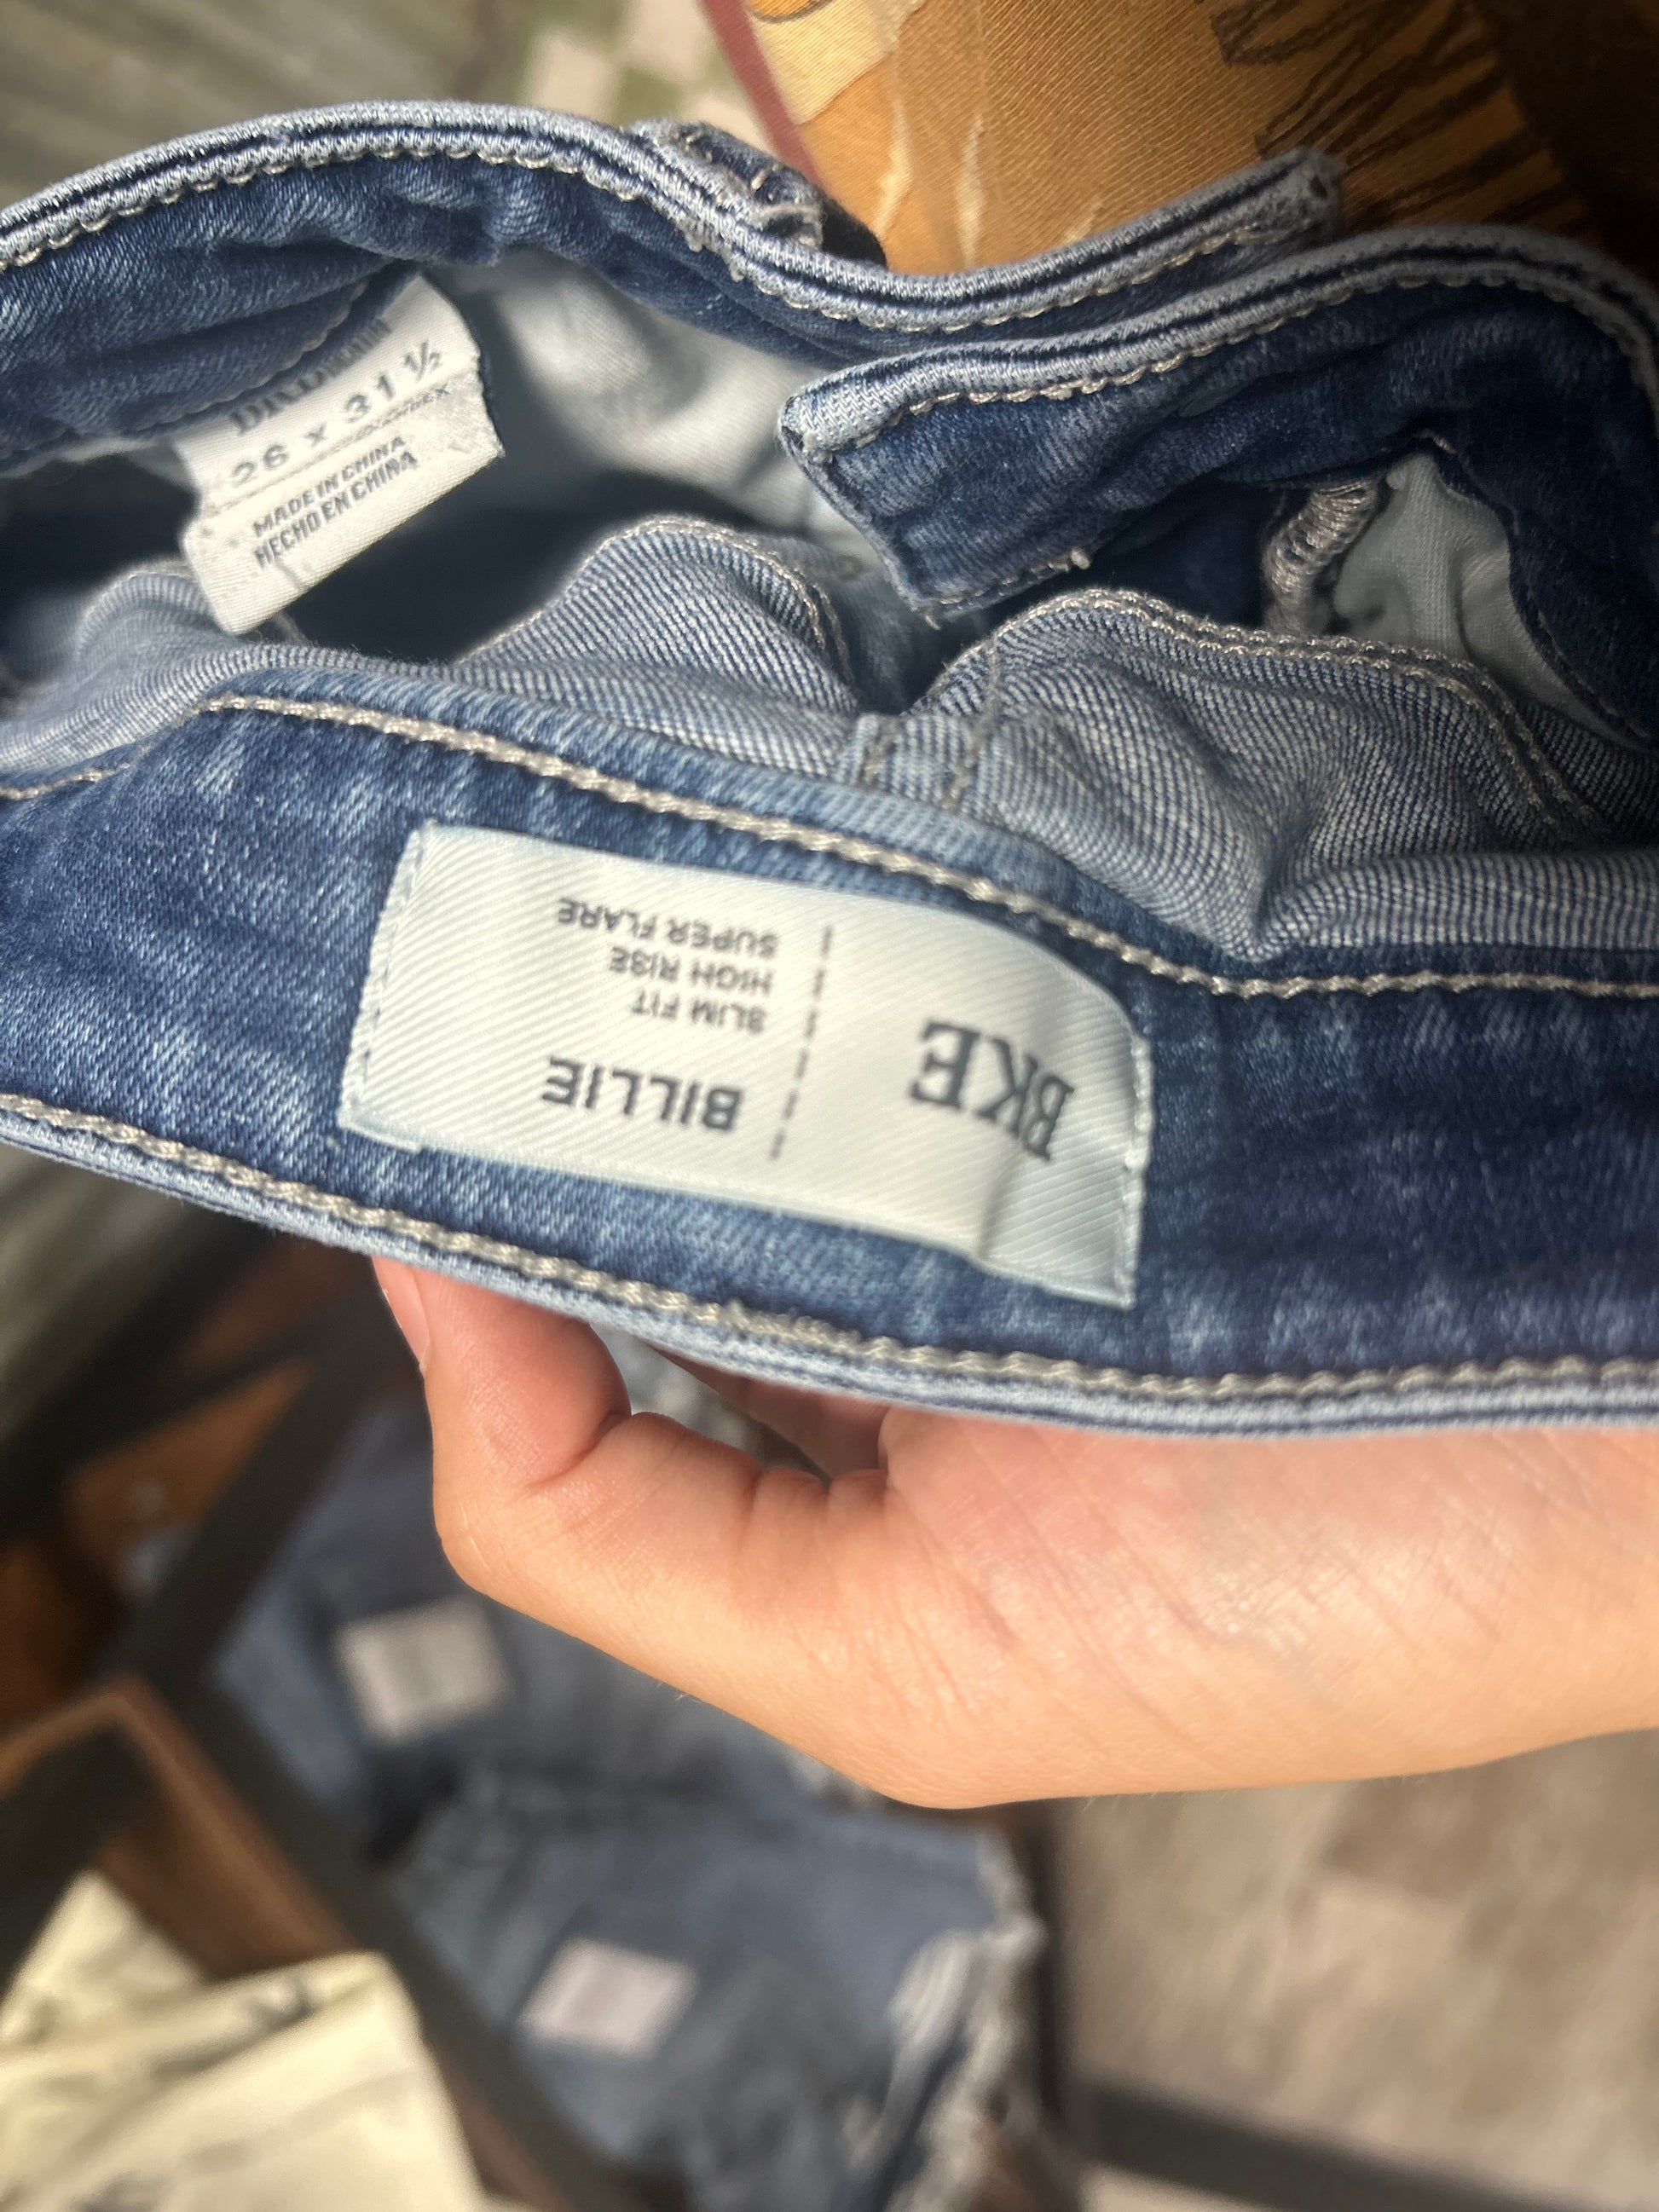 BKE
BILLIE
SLIM FIT
HIGH RISE
SUPER FLARE
26 x 31 1/2
MADE IN CHINA
HECHO EN CHINA